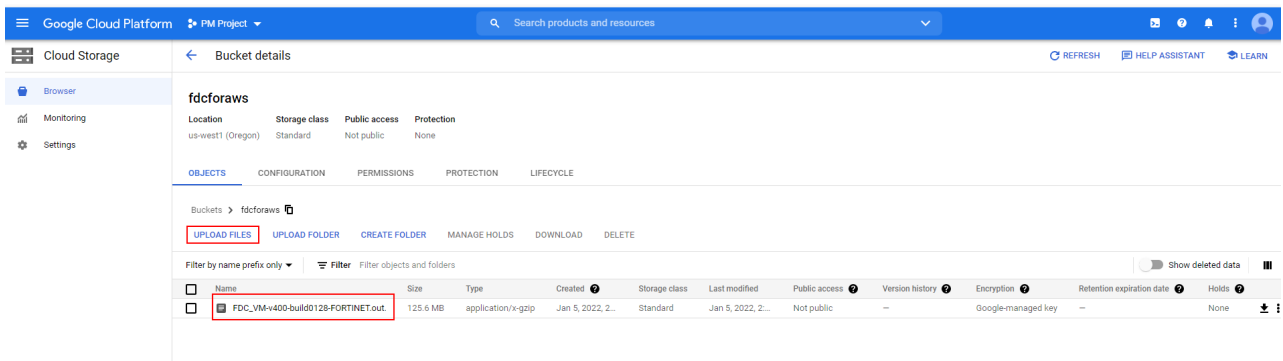 Google Cloud Platform PM Project Search products and resources
Cloud Storage Bucket details REFRESH HELP ASSISTANT LEARN
Browser
Monitoring
Settings
fdcforaws
Location Storage class Public access Protection
us-west1 (Oregon) Standard Not public None
OBJECTS CONFIGURATION PERMISSIONS PROTECTION LIFECYCLE
Buckets > fdcforaws
UPLOAD FILES UPLOAD FOLDER CREATE FOLDER MANAGE HOLDS DOWNLOAD DELETE
Filter by name prefix only Filter Filter objects and folders Show deleted data
Name Size Type Created Storage class Last modified Public access Version history Encryption Retention expiration date Holds
FDC_VM-v400-build0128-FORTINET.out. 125.6 MB application/x-gzip Jan 5, 2022, 2... Standard Jan 5, 2022, 2:... Not public — Google-managed key — None